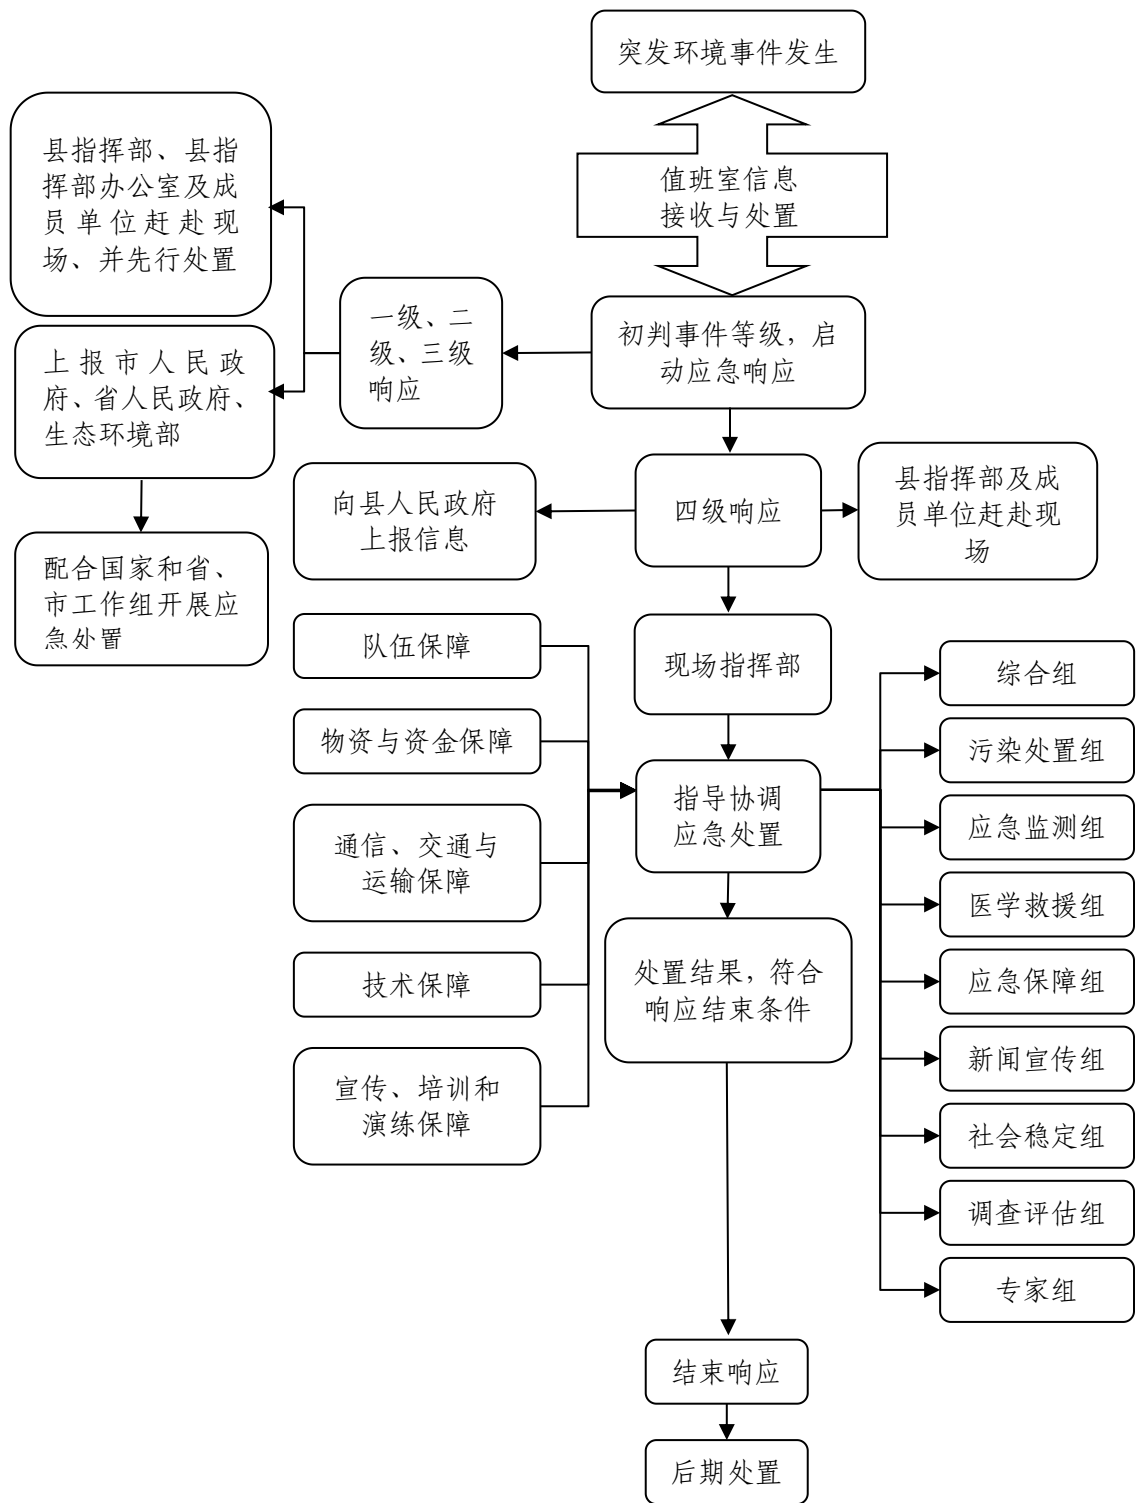 突发环境事件发生
值班室信息
接收与处置
县指挥部、县指
挥部办公室及成
员单位赶赴现
场、并先行处置
一级、二
级、三级
响应
初判事件等级，启
动应急响应
上报市人民政
府、省人民政府、
生态环境部
向县人民政府
上报信息
四级响应
县指挥部及成
员单位赶赴现
场
配合国家和省、
市工作组开展应
急处置
队伍保障
现场指挥部
综合组
物资与资金保障
污染处置组
指导协调
应急处置
通信、交通与
运输保障
应急监测组
医学救援组
处置结果，符合
响应结束条件
技术保障
应急保障组
新闻宣传组
宣传、培训和
演练保障
社会稳定组
调查评估组
专家组
结束响应
后期处置